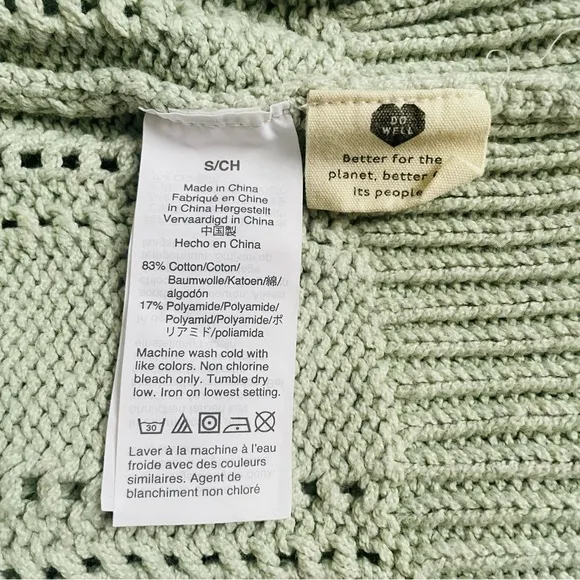 DO
WELL
Better for the
planet, better
its people
S/CH
Made in China
Fabriqué en Chine
in China Hergestellt
Vervaardigd in China
中国製
Hecho en China
83% Cotton/Coton/
Baumwolle/Katoen/綿/
algodón
17% Polyamide/Polyamide/
Polyamid/Polyamide/ポ
リアミド/poliamida
Machine wash cold with
like colors. Non chlorine
bleach only. Tumble dry
low. Iron on lowest setting.
30
Laver à la machine à l'eau
froide avec des couleurs
similaires. Agent de
blanchiment non chloré